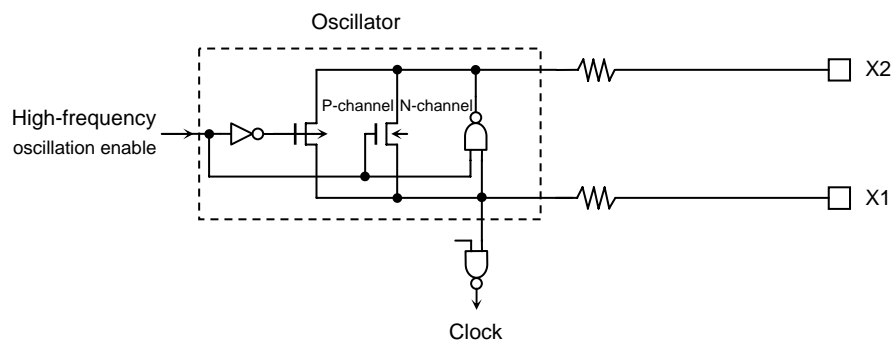 Oscillator
X2
P-channel N-channel
High-frequency
oscillation enable
X1
Clock